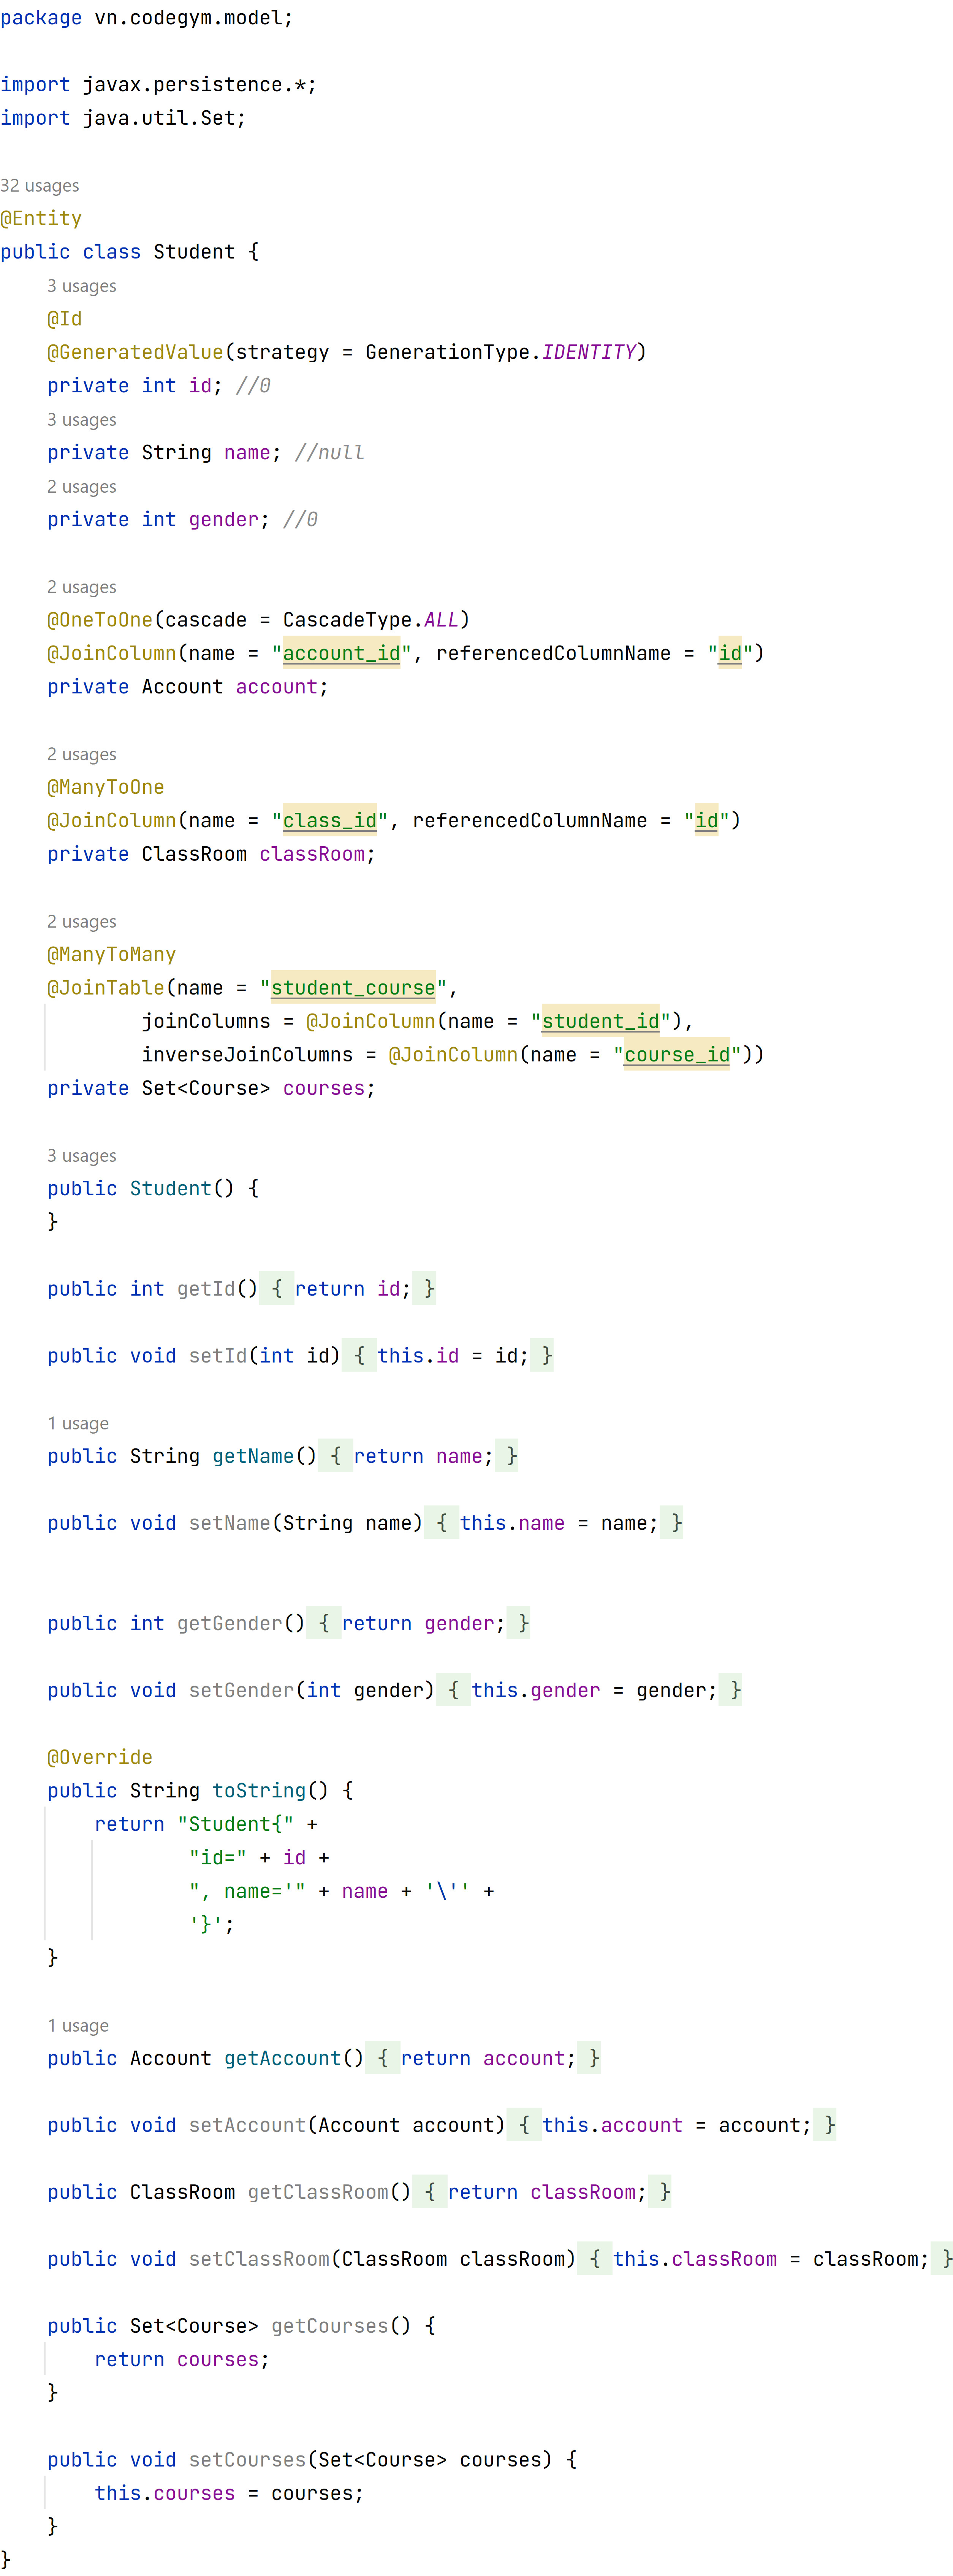 package vn.codegym.model;
import javax.persistence.*;
import java.util.Set;
32 usages
@Entity
public class Student {
3 usages
@Id
@GeneratedValue(strategy = GenerationType.IDENTITY)
private int id; //0
3 usages
private String name; //null
2 usages
private int gender; //0
2 usages
@OneToOne(cascade = CascadeType.ALL)
@JoinColumn(name = "account_id", referencedColumnName = "id")
private Account account;
2 usages
@ManyToOne
@JoinColumn(name = "class_id", referencedColumnName = "id")
private ClassRoom classRoom;
2 usages
@ManyToMany
@JoinTable(name = "student_course",
joinColumns = @JoinColumn(name = "student_id"),
inverseJoinColumns = @JoinColumn(name = "course_id"))
private Set<Course> courses;
3 usages
public Student() {
}
public int getId() { return id; }
public void setId(int id) { this.id = id; }
1 usage
public String getName() { return name; }
public void setName(String name) { this.name = name; }
public int getGender() { return gender; }
public void setGender(int gender) { this.gender = gender; }
@Override
public String toString() {
return "Student{" +
"id=" + id +
", name='" + name + '\'' +
'}';
}
1 usage
public Account getAccount() { return account; }
public void setAccount(Account account) { this.account = account; }
public ClassRoom getClassRoom() { return classRoom; }
public void setClassRoom(ClassRoom classRoom) { this.classRoom = classRoom; }
public Set<Course> getCourses() {
return courses;
}
public void setCourses(Set<Course> courses) {
this.courses = courses;
}
}